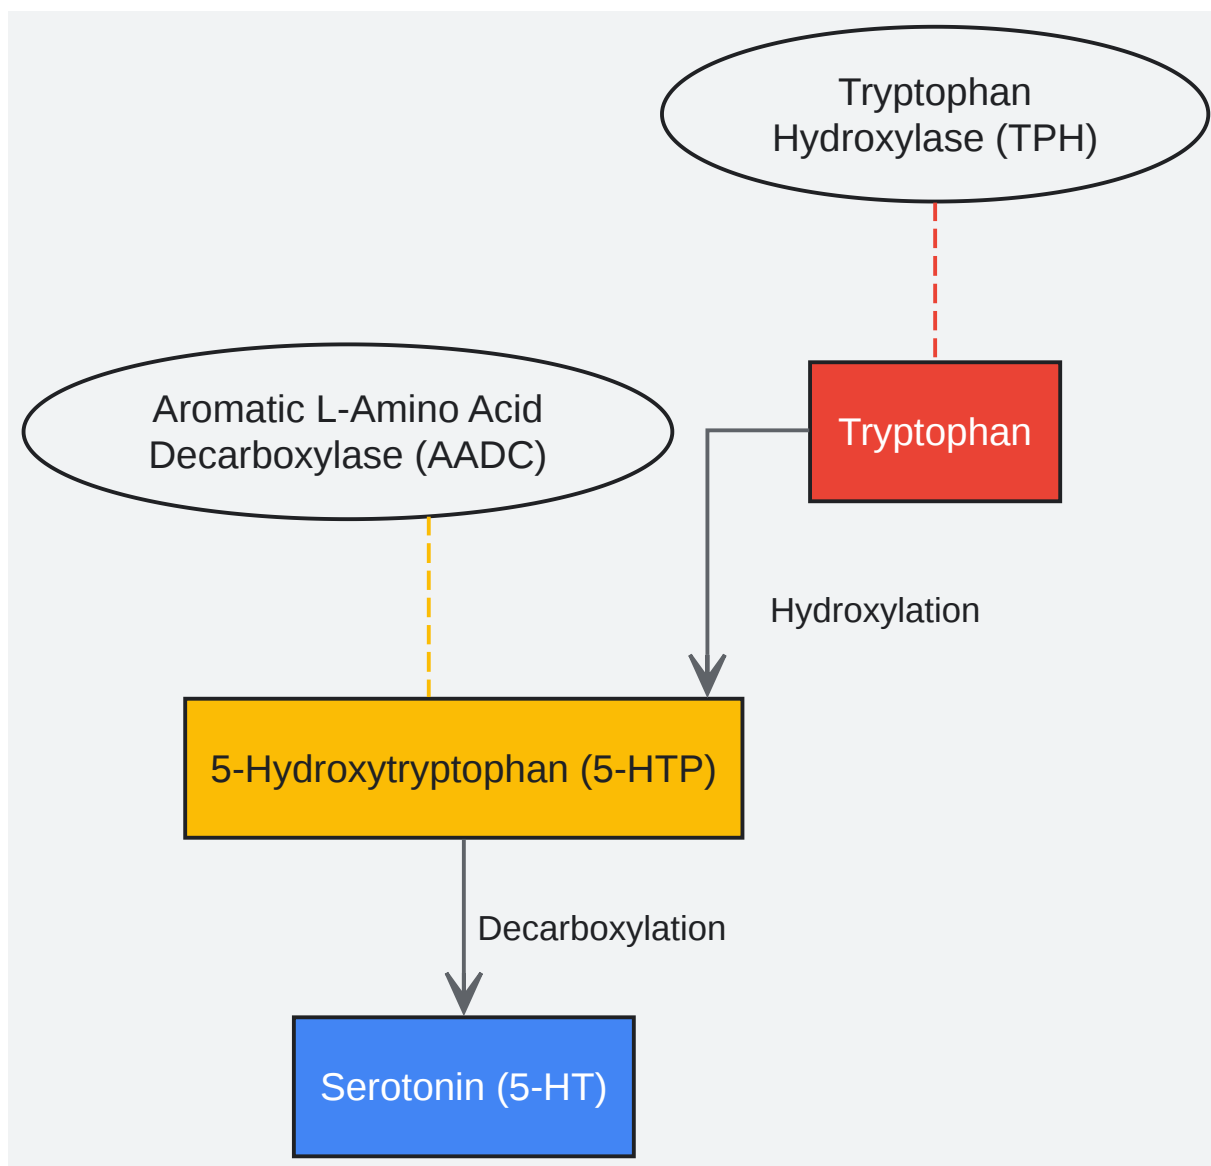 Tryptophan
Hydroxylase (TPH)
Aromatic L-Amino Acid
Decarboxylase (AADC)
Tryptophan
Hydroxylation
5-Hydroxytryptophan (5-HTP)
Decarboxylation
Serotonin (5-HT)